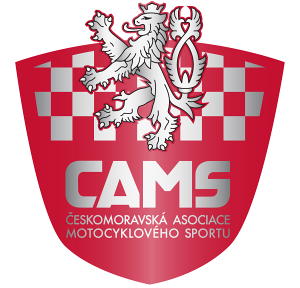 CAMS
ČESKOMORAVSKÁ ASOCIACE
MOTOCYKLOVÉHO SPORTU